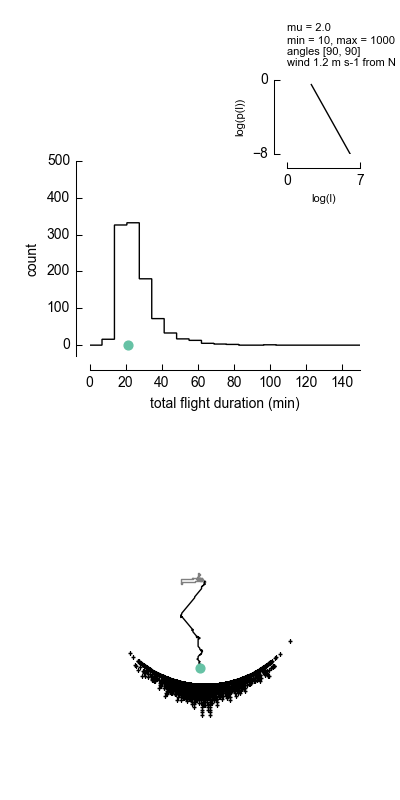 mu = 2.0
min = 10, max = 1000
angles [90, 90]
wind 1.2 m s-1 from N
0
log(p(l))
−8
0 7
log(l)
500
400
300
count
200
100
0
0 20 40 60 80 100 120 140
total flight duration (min)